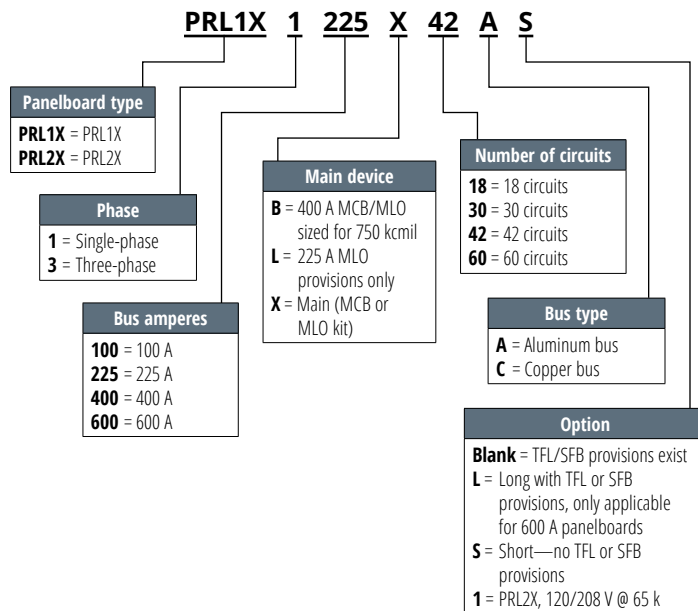 PRL1X 1 225 X 42 A S
Panelboard type
PRL1X = PRL1X
PRL2X = PRL2X
Phase
1 = Single-phase
3 = Three-phase
Bus amperes
100 = 100 A
225 = 225 A
400 = 400 A
600 = 600 A
Main device
B = 400 A MCB/MLO
sized for 750 kcmil
L = 225 A MLO
provisions only
X = Main (MCB or
MLO kit)
Number of circuits
18 = 18 circuits
30 = 30 circuits
42 = 42 circuits
60 = 60 circuits
Bus type
A = Aluminum bus
C = Copper bus
Option
Blank = TFL/SFB provisions exist
L = Long with TFL or SFB
provisions, only applicable
for 600 A panelboards
S = Short—no TFL or SFB
provisions
1 = PRL2X, 120/208 V @ 65 k